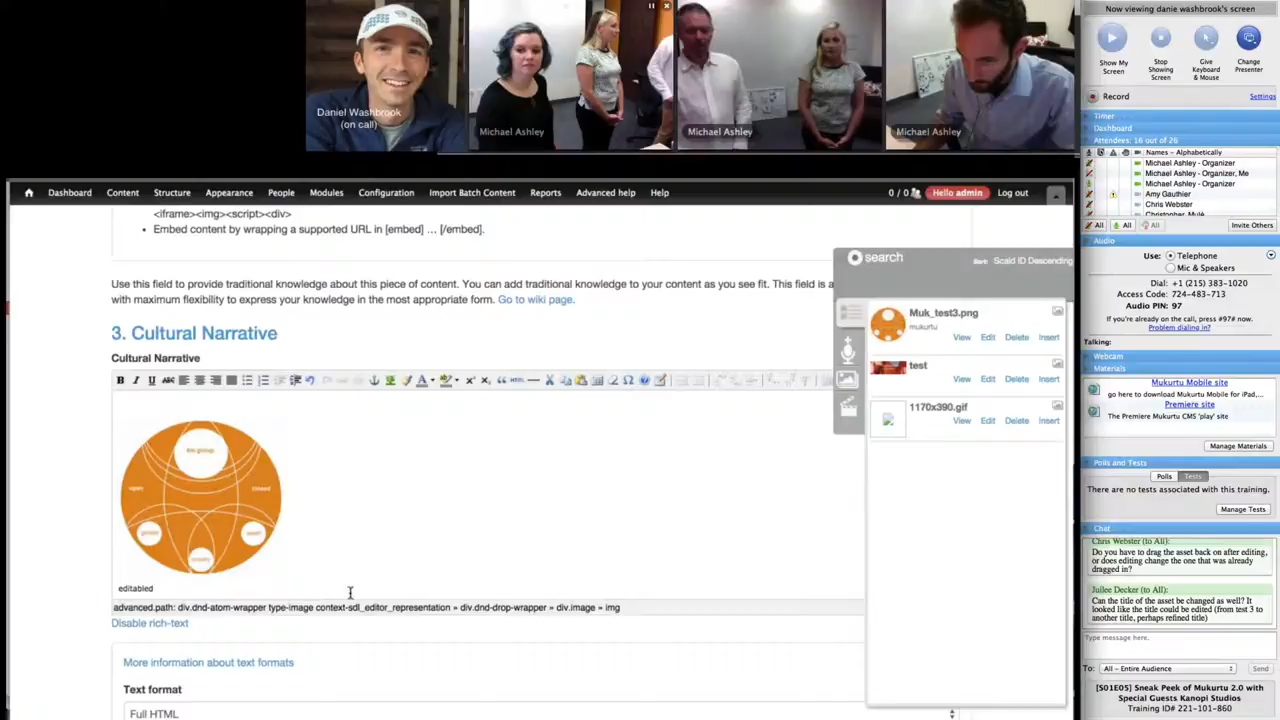 Daniel Washbrook
(on call)
Michael Ashley
Michael Ashley
Michael Ashley
Dashboard Content Structure Appearance People Modules Configuration Import Batch Content Reports Advanced help Help 0 / 0 Hello admin Log out
<iframe><img><script><div>
• Embed content by wrapping a supported URL in [embed] ... [/embed].
Use this field to provide traditional knowledge about this piece of content. You can add traditional knowledge to your content as you see fit. This field is a
with maximum flexibility to express your knowledge in the most appropriate form. Go to wiki page.
3. Cultural Narrative
Cultural Narrative
B I U ABC
HTML
kin group
open
closed
gender
editabled
advanced.path: div.dnd-atom-wrapper type-image context-sdl_editor_representation » div.dnd-drop-wrapper » div.image » img
Disable rich-text
More information about text formats
Text format
Full HTML
search
Sort: Scald ID Descending
Muk_test3.png
mukurtu
View Edit Delete Insert
test
View Edit Delete Insert
1170x390.gif
View Edit Delete Insert
Now viewing danie washbrook's screen
Show My Screen
Stop Showing Screen
Give Keyboard & Mouse
Change Presenter
Record Settings
Timer
Dashboard
Attendees: 16 out of 26
Names - Alphabetically
Michael Ashley - Organizer
Michael Ashley - Organizer, Me
Michael Ashley - Organizer
Amy Gauthier
Chris Webster
Christopher, Mulé
All All All Invite Others
Audio
Use: Telephone
Mic & Speakers
Dial: +1 (215) 383-1020
Access Code: 724-483-713
Audio PIN: 97
If you're already on the call, press #97# now.
Problem dialing in?
Talking:
Webcam
Materials
Mukurtu Mobile site
go here to download Mukurtu Mobile for iPad,...
Premiere site
The Premiere Mukurtu CMS 'play' site
Manage Materials
Polls and Tests
Polls Tests
There are no tests associated with this training.
Manage Tests
Chat
Chris Webster (to All):
Do you have to drag the asset back on after editing,
or does editing change the one that was already
dragged in?
Juilee Decker (to All):
Can the title of the asset be changed as well? It
looked like the title could be edited (from test 3 to
another title, perhaps refined title)
Type message here.
To: All - Entire Audience Send
[S01E05] Sneak Peek of Mukurtu 2.0 with
Special Guests Kanopi Studios
Training ID# 221-101-860